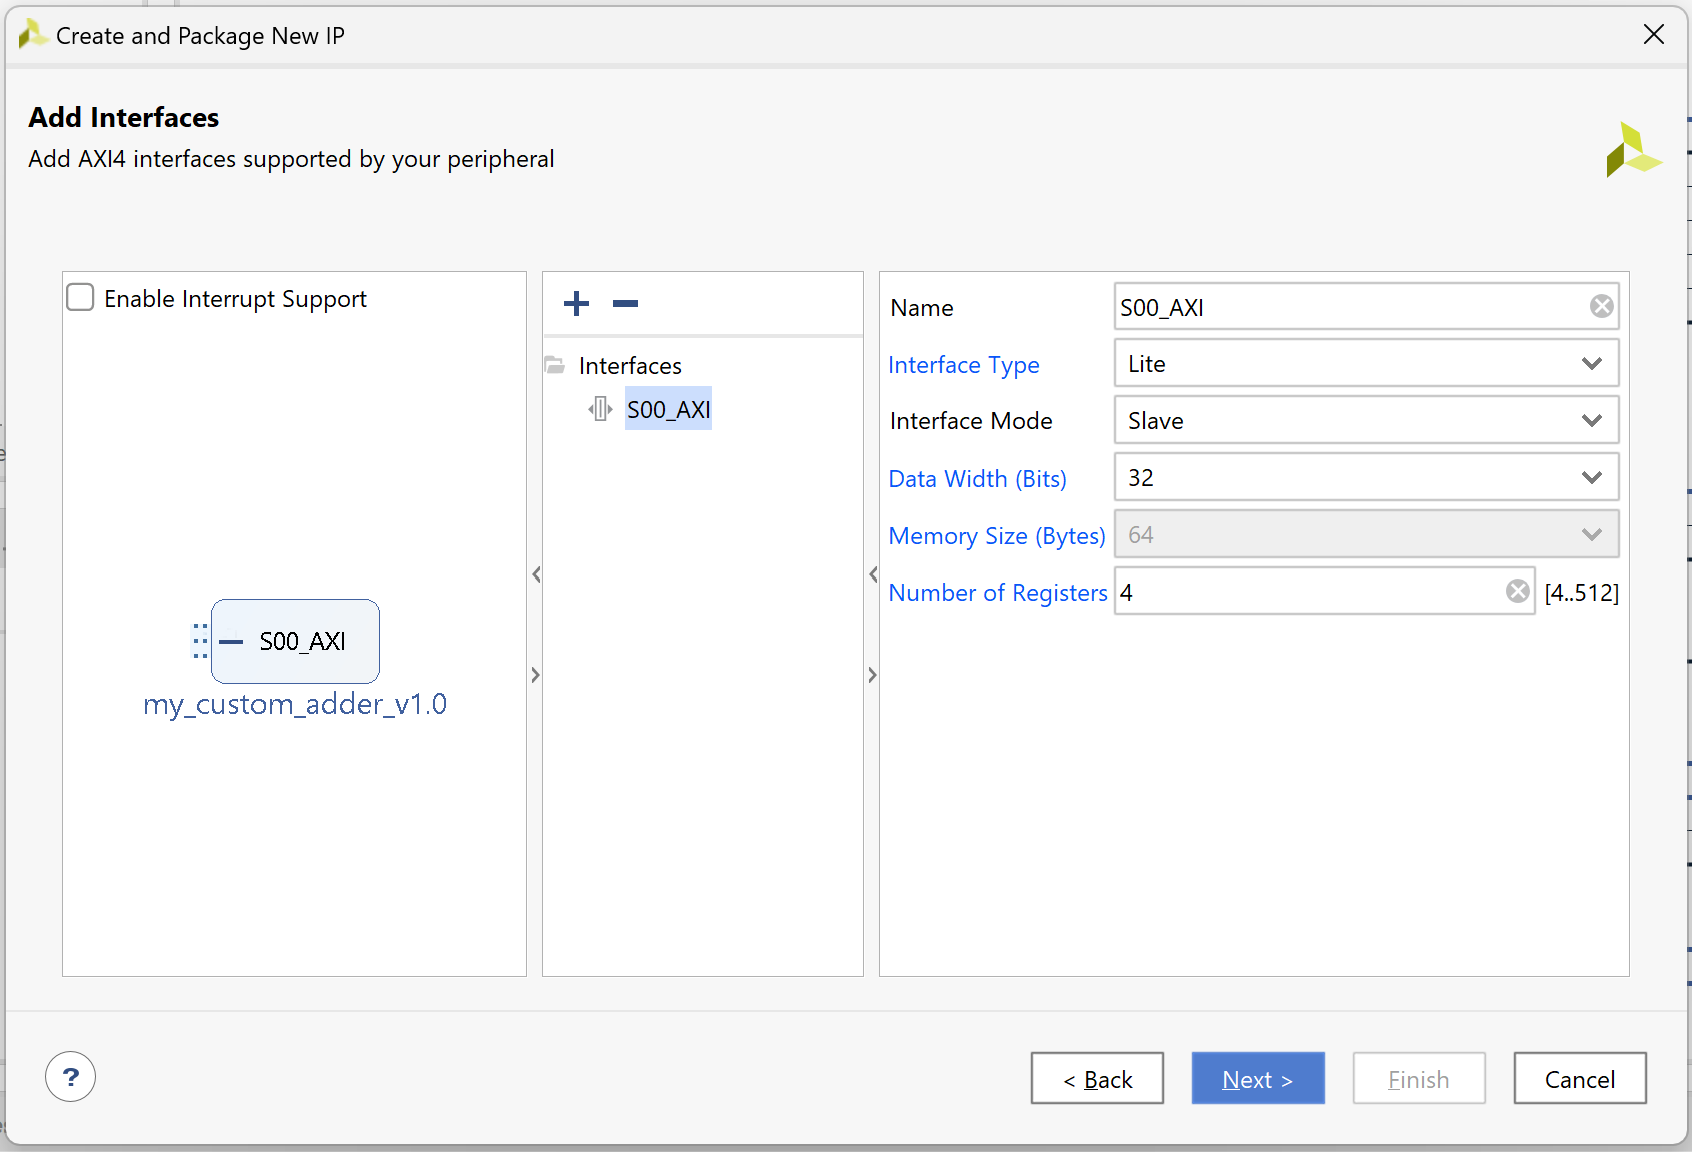 Create and Package New IP
Add Interfaces
Add AXI4 interfaces supported by your peripheral
Enable Interrupt Support
S00_AXI
my_custom_adder_v1.0
Interfaces
S00_AXI
Name S00_AXI
Interface Type Lite
Interface Mode Slave
Data Width (Bits) 32
Memory Size (Bytes) 64
Number of Registers 4 [4..512]
?
< Back
Next >
Finish
Cancel